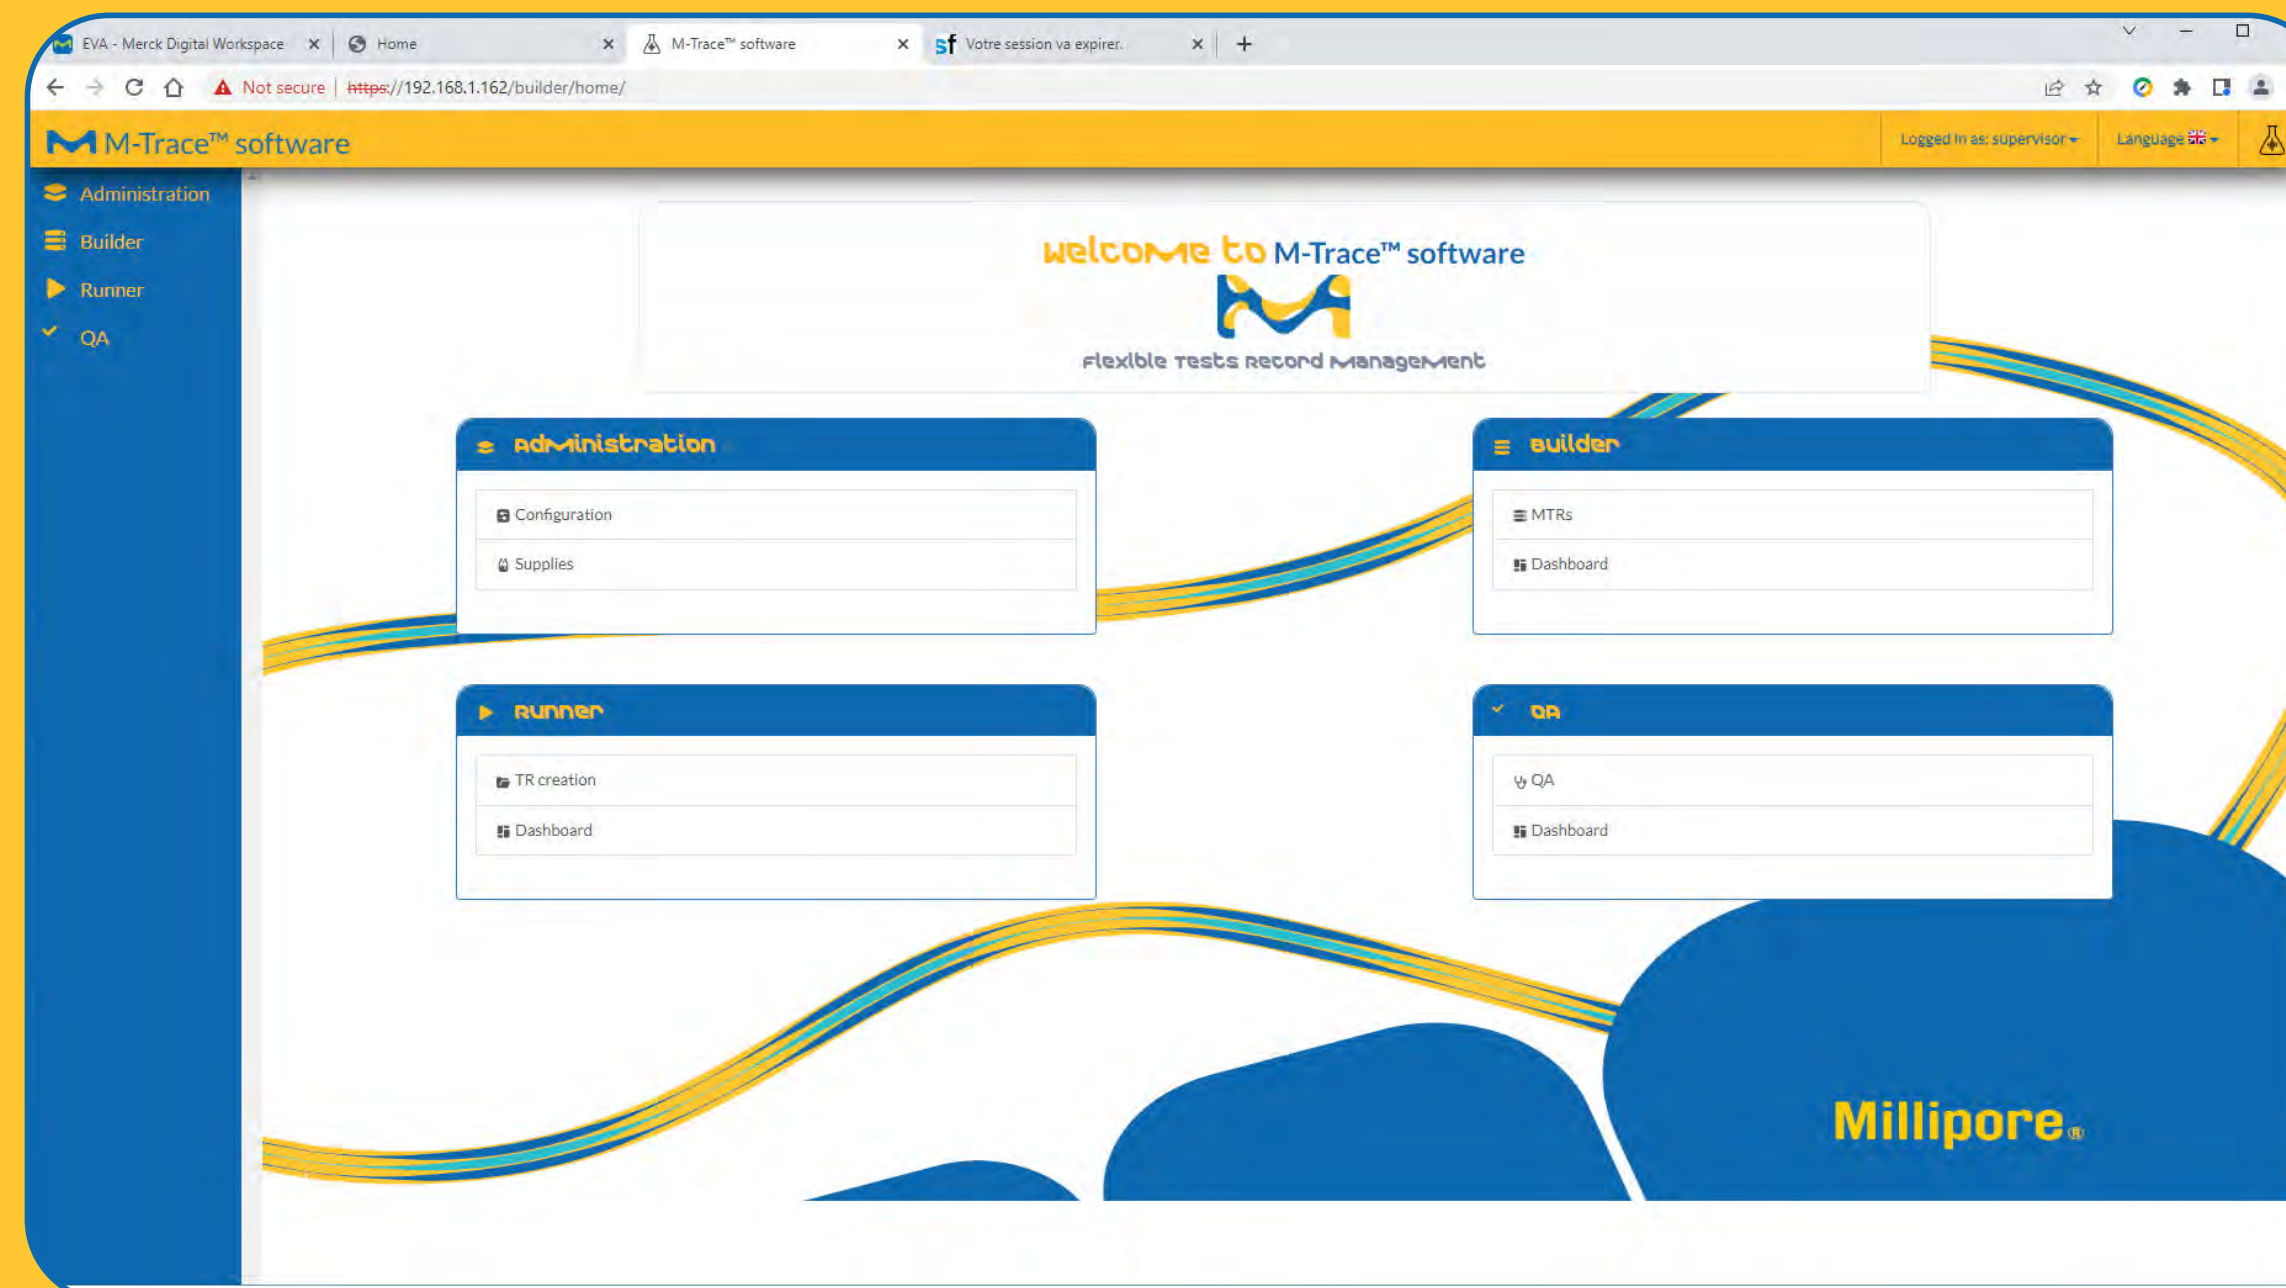 EVA - Merck Digital Workspace
Home
M-Trace™ software
sf Votre session va expirer.
Not secure | https://192.168.1.162/builder/home/
M-Trace™ software
Logged in as: supervisor
Language
Administration
Builder
Runner
QA
Welcome to M-Trace™ software
Flexible Tests Record Management
Administration
Configuration
Supplies
Builder
MTRs
Dashboard
Runner
TR creation
Dashboard
QA
QA
Dashboard
Millipore®